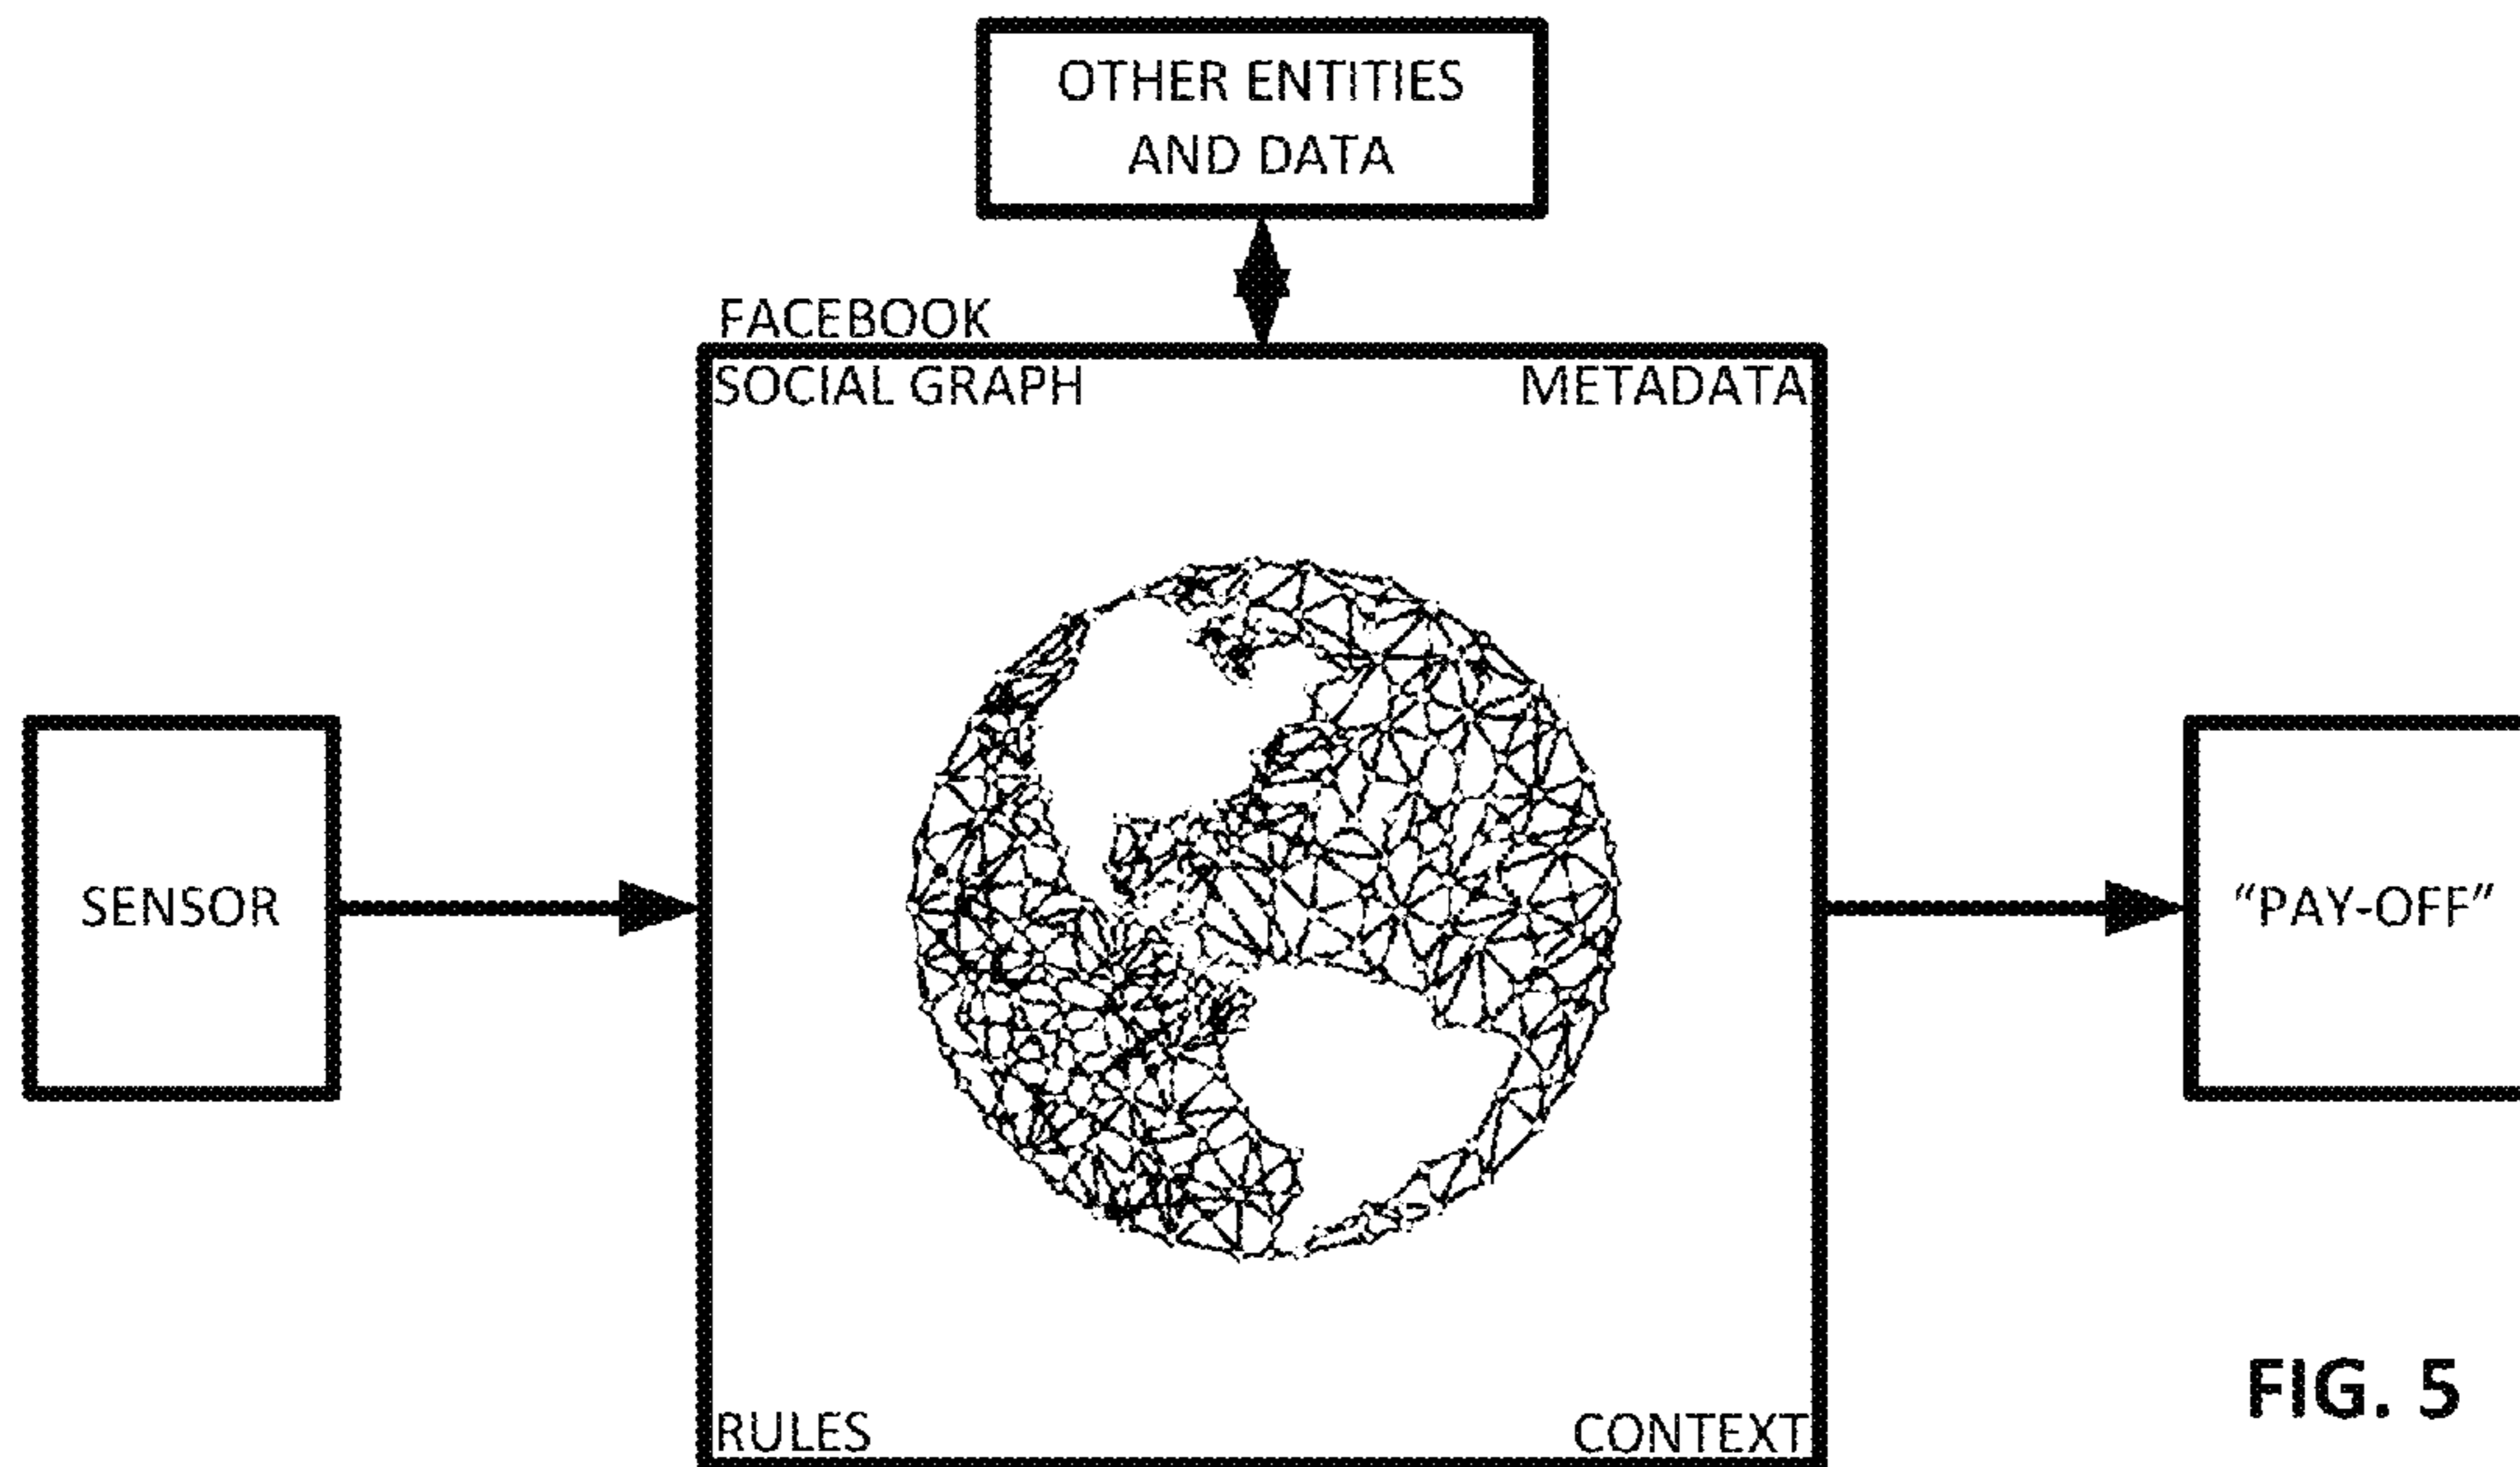 OTHER ENTITIES
AND DATA
FACEBOOK
SOCIAL GRAPH
METADATA
SENSOR
“PAY-OFF”
RULES
CONTEXT
FIG. 5